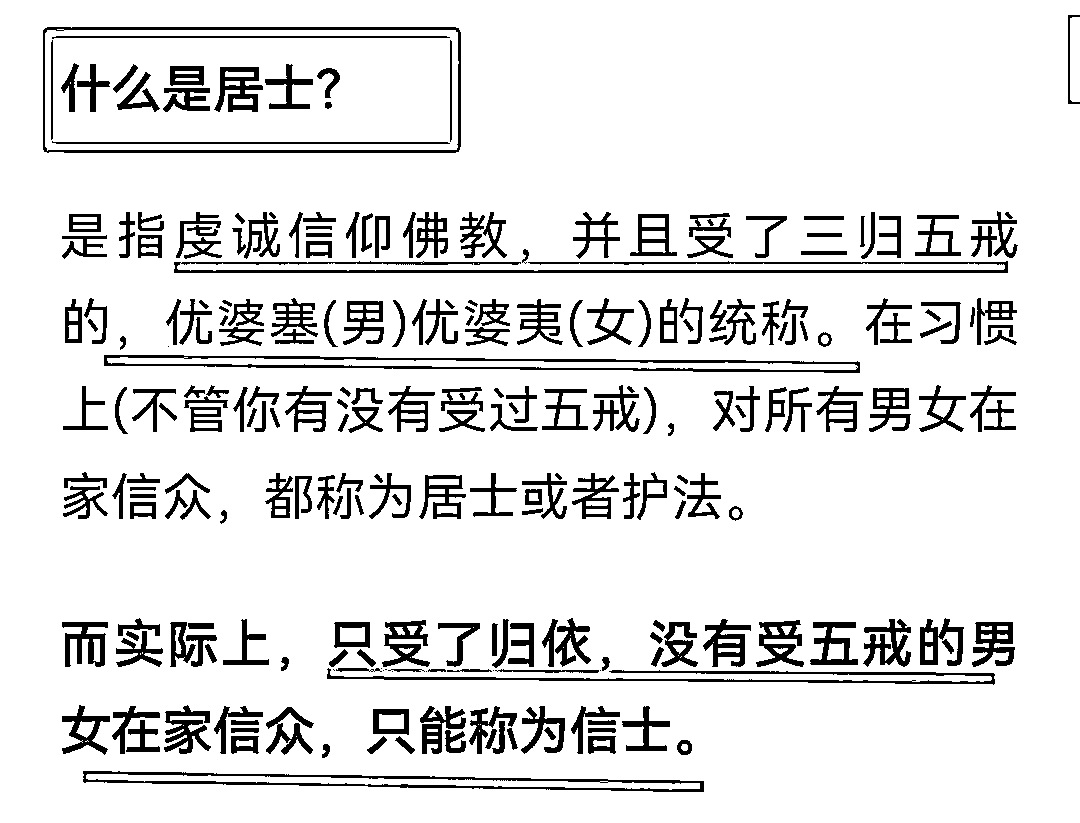 什么是居士?
是指虔诚信仰佛教，并且受了三归五戒
的，优婆塞(男)优婆夷(女)的统称。在习惯
上(不管你有没有受过五戒)，对所有男女在
家信众，都称为居士或者护法。
而实际上，只受了归依，没有受五戒的男
女在家信众，只能称为信士。